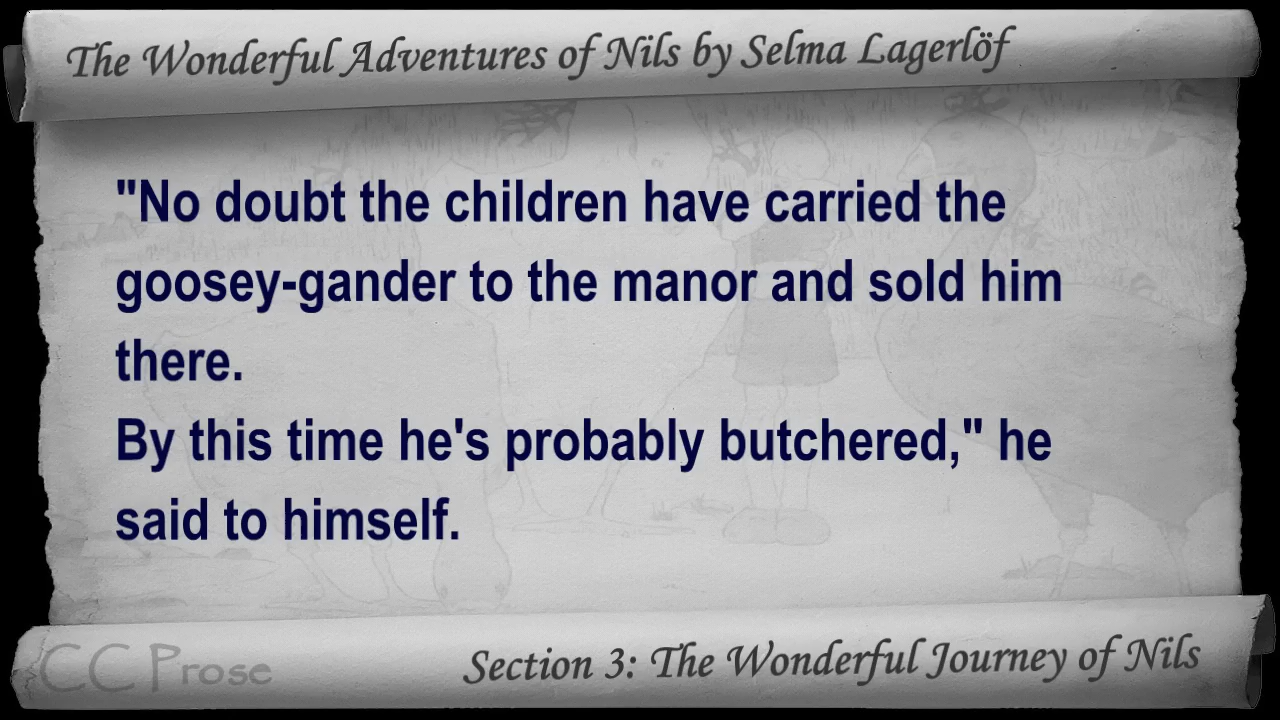 The Wonderful Adventures of Nils by Selma Lagerlöf
"No doubt the children have carried the
goosey-gander to the manor and sold him
there.
By this time he's probably butchered," he
said to himself.
CC Prose
Section 3: The Wonderful Journey of Nils